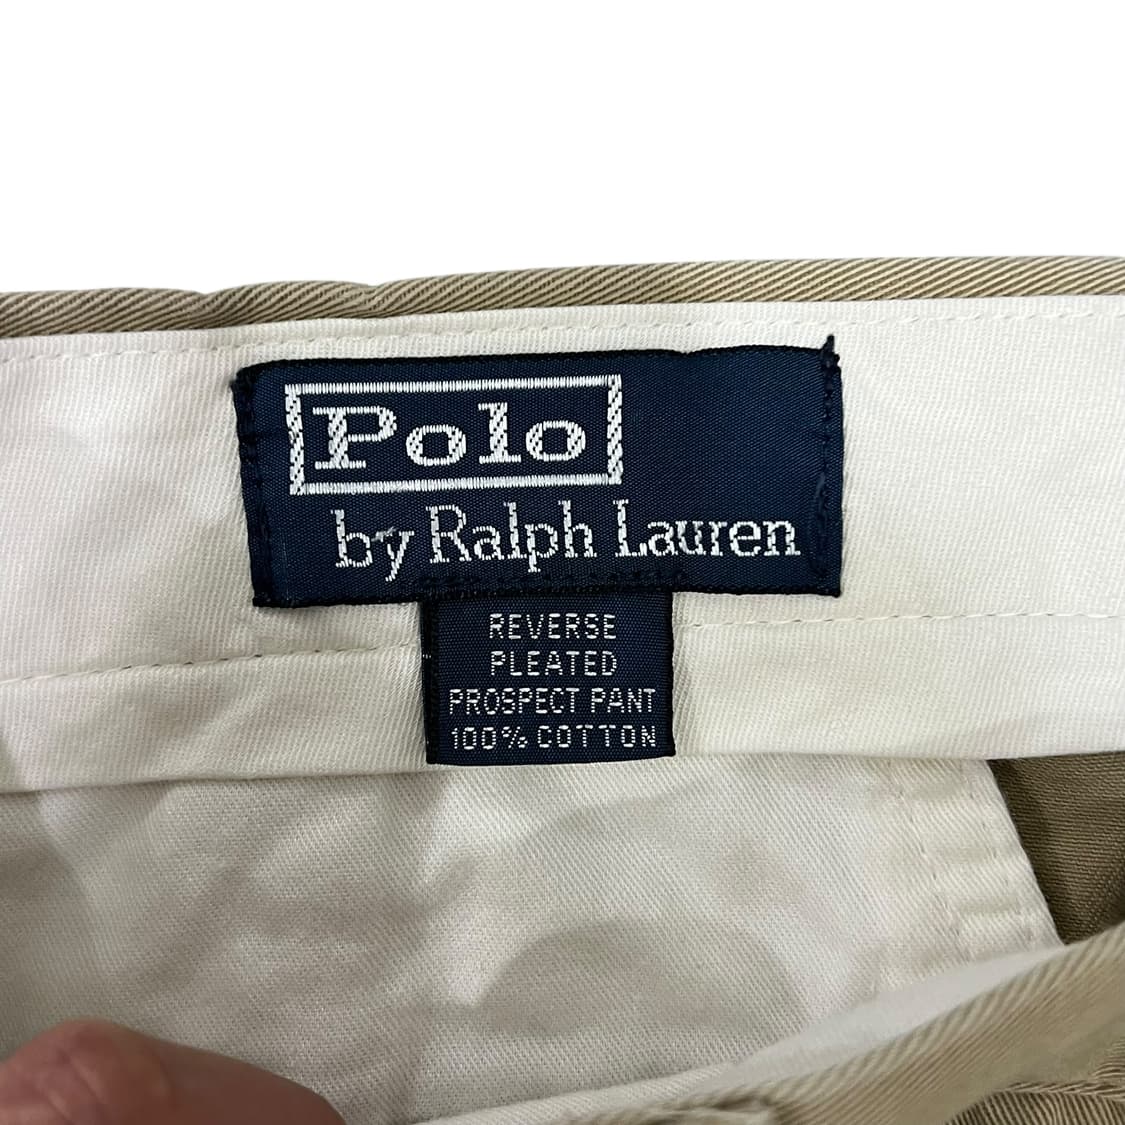 Polo
by Ralph Lauren
REVERSE
PLEATED
PROSPECT PANT
100% COTTON